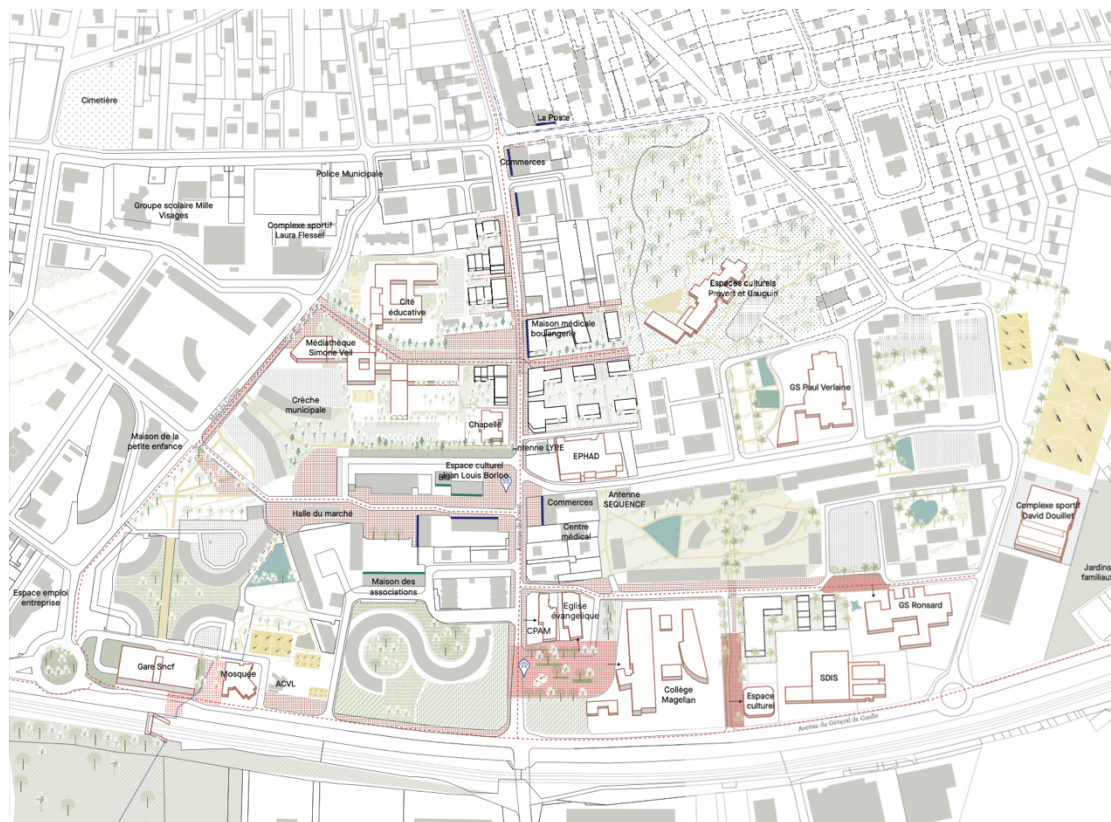 La Poste
Cimetière
Commerces
Police Municipale
Groupe scolaire Mille
Visages
Complexe sportif
Laura Flessel
Espaces culturels
Prévert et Gauguin
Cité
éducative
Maison médicale
boulangerie
Médiathèque
Simone Veil
GS Paul Verlaine
Crèche
municipale
Chapelle
Maison de la
petite enfance
Antenne LYRE
EPHAD
Espace culturel
Jean Louis Borloo
Commerces
Antenne
SEQUENCE
Halle du marché
Centre
médical
Complexe sportif
David Douillet
Jardins
familiaux
Maison des
associations
Espace emploi
entreprise
Eglise
évangelique
CPAM
GS Ronsard
Gare Sncf
Mosquée
ACVL
Collège
Magellan
SDIS
Espace
culturel
Avenue du Général de Gaulle